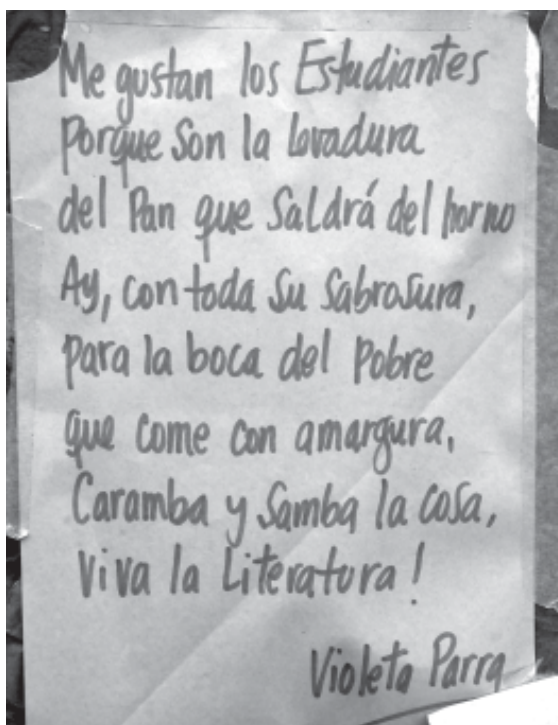 Me gustan los Estudiantes
Porque Son la levadura
del Pan que Saldrá del horno
Ay, con toda su Sabrosura,
Para la boca del Pobre
que come con amargura,
Caramba y Samba la cosa,
Viva la Literatura!
Violeta Parra